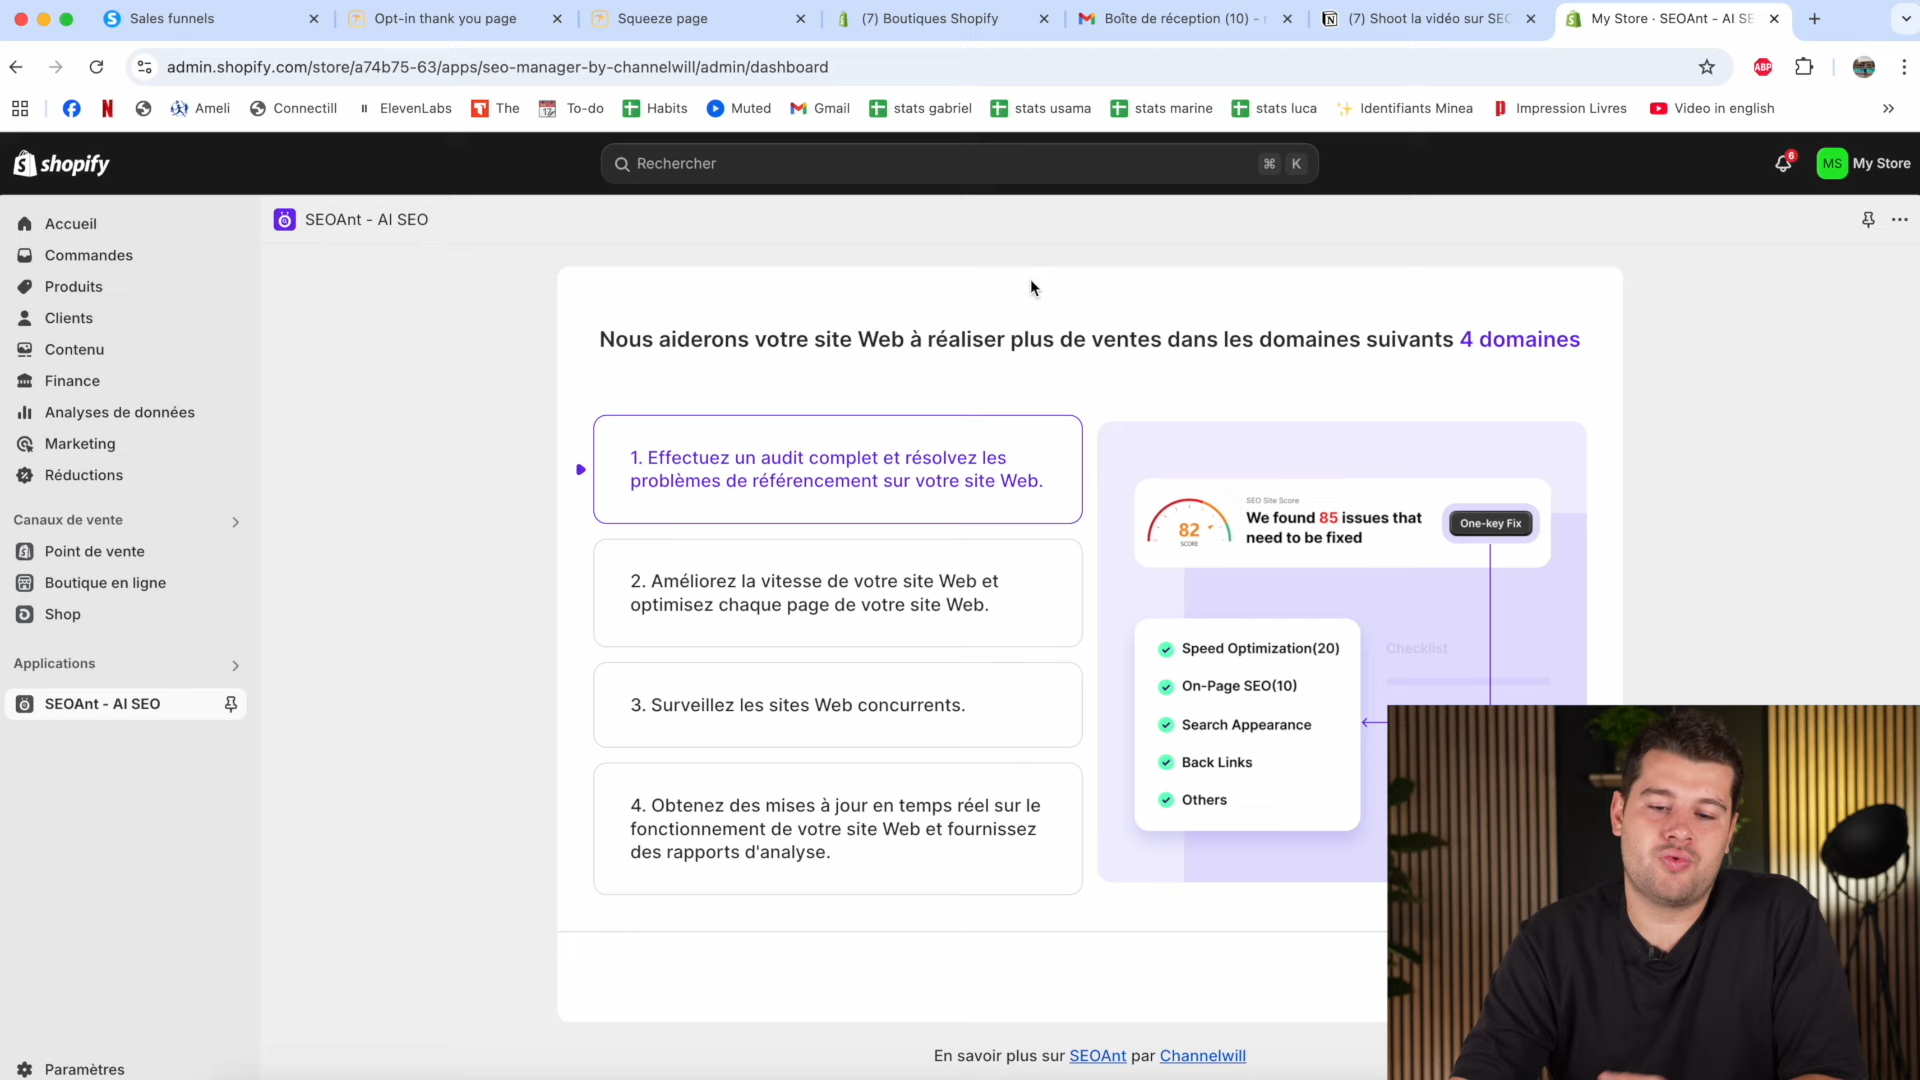 Sales funnels
Opt-in thank you page
Squeeze page
(7) Boutiques Shopify
Boîte de réception (10) -
(7) Shoot la vidéo sur SEO
My Store · SEOAnt - AI SE
admin.shopify.com/store/a74b75-63/apps/seo-manager-by-channelwill/admin/dashboard
ABP
Ameli
Connectill
ElevenLabs
The
To-do
Habits
Muted
Gmail
stats gabriel
stats usama
stats marine
stats luca
Identifiants Minea
Impression Livres
Video in english
shopify
Rechercher
⌘ K
6
MS
My Store
Accueil
Commandes
Produits
Clients
Contenu
Finance
Analyses de données
Marketing
Réductions
Canaux de vente
Point de vente
Boutique en ligne
Shop
Applications
SEOAnt - AI SEO
Paramètres
SEOAnt - AI SEO
Nous aiderons votre site Web à réaliser plus de ventes dans les domaines suivants 4 domaines
1. Effectuez un audit complet et résolvez les
problèmes de référencement sur votre site Web.
2. Améliorez la vitesse de votre site Web et
optimisez chaque page de votre site Web.
3. Surveillez les sites Web concurrents.
4. Obtenez des mises à jour en temps réel sur le
fonctionnement de votre site Web et fournissez
des rapports d'analyse.
82
SCORE
SEO Site Score
We found 85 issues that
need to be fixed
One-key Fix
Speed Optimization(20)
On-Page SEO(10)
Search Appearance
Back Links
Others
Checklist
En savoir plus sur SEOAnt par Channelwill